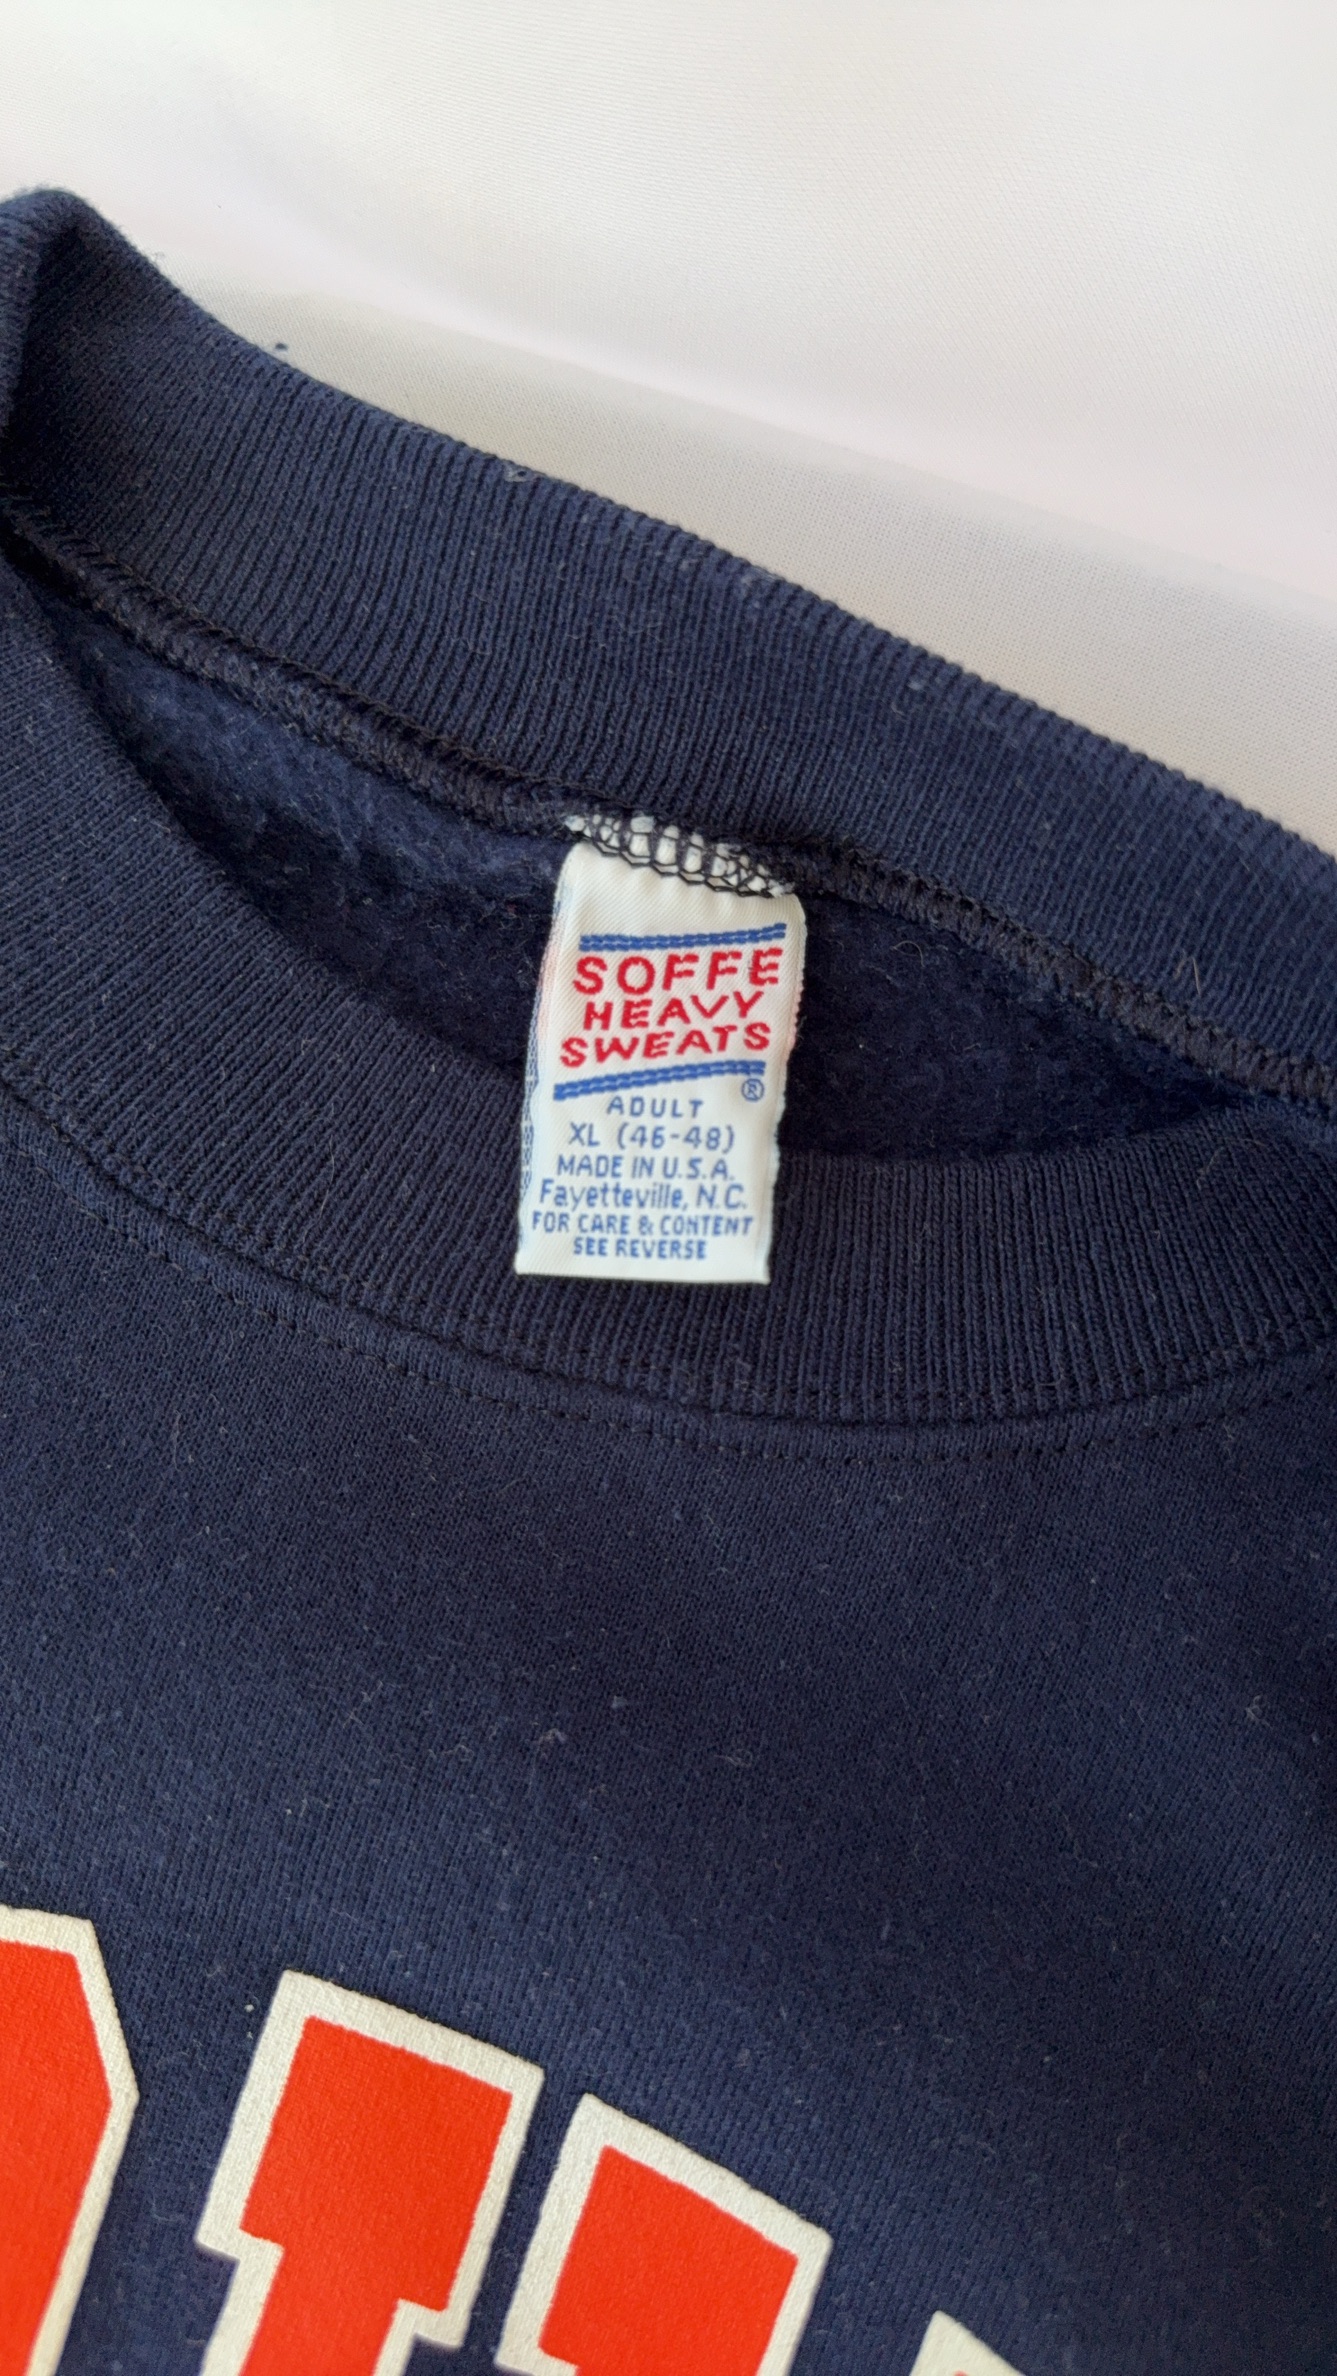 SOFFE
HEAVY
SWEATS
®
ADULT
XL (46-48)
MADE IN U.S.A.
Fayetteville, N.C.
FOR CARE & CONTENT
SEE REVERSE